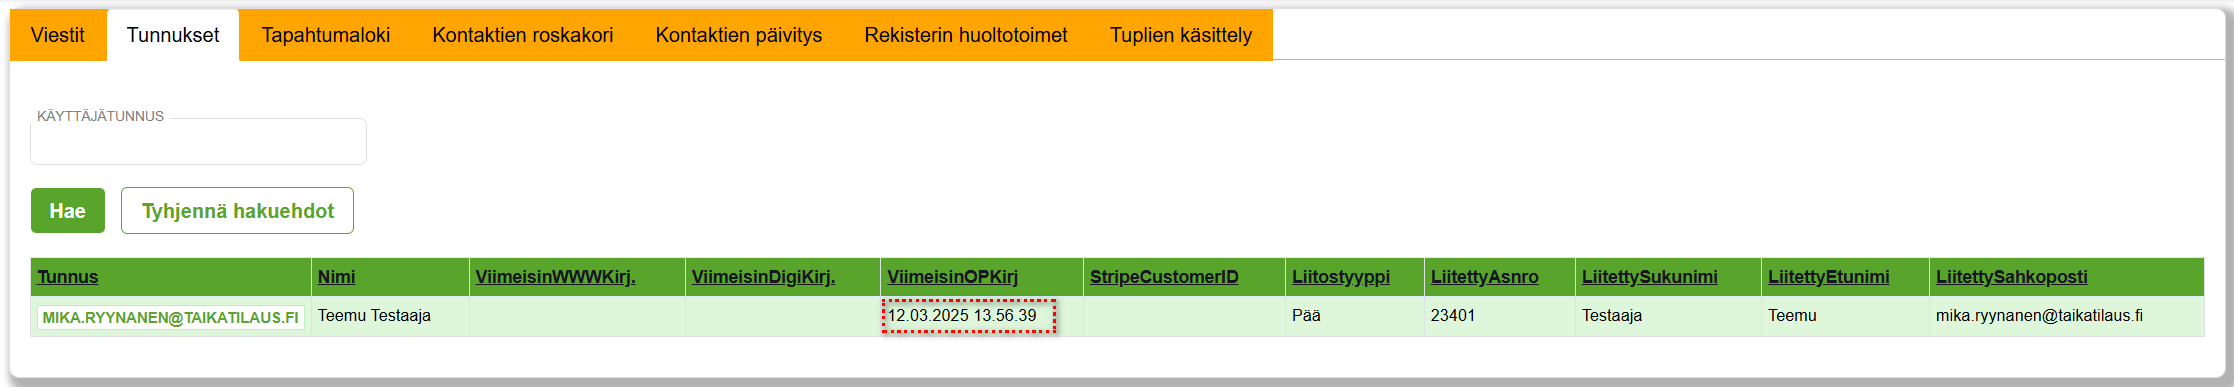 Viestit Tunnukset Tapahtumaloki Kontaktien roskakori Kontaktien päivitys Rekisterin huoltotoimet Tuplien käsittely
KÄYTTÄJÄTUNNUS
Hae Tyhjennä hakuehdot
Tunnus Nimi ViimeisinWWWKirj. ViimeisinDigiKirj. ViimeisinOPKirj StripeCustomerID Liitostyyppi LiitettyAsnro LiitettySukunimi LiitettyEtunimi LiitettySahkoposti
MIKA.RYYNANEN@TAIKATILAUS.FI Teemu Testaaja 12.03.2025 13.56.39 Pää 23401 Testaaja Teemu mika.ryynanen@taikatilaus.fi